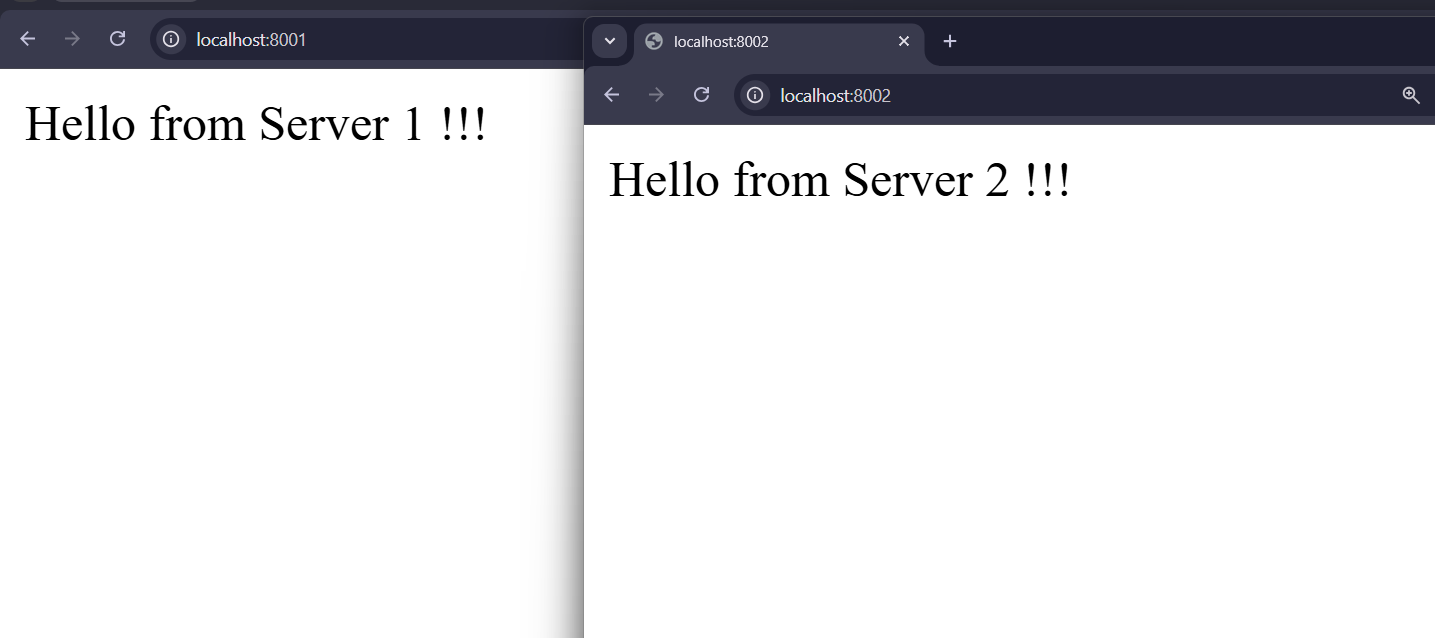 localhost:8001
Hello from Server 1 !!!
localhost:8002
localhost:8002
Hello from Server 2 !!!